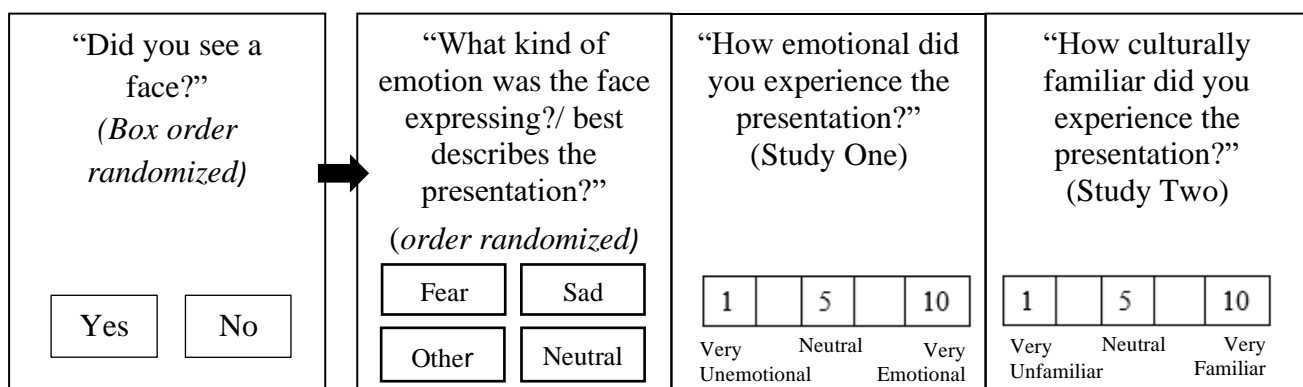 “Did you see a
face?”
(Box order
randomized)
Yes No
“What kind of
emotion was the face
expressing?/ best
describes the
presentation?”
(order randomized)
Fear Sad
Other Neutral
“How emotional did
you experience the
presentation?”
(Study One)
1 5 10
Very Neutral Very
Unemotional Emotional
“How culturally
familiar did you
experience the
presentation?”
(Study Two)
1 5 10
Very Neutral Very
Unfamiliar Familiar